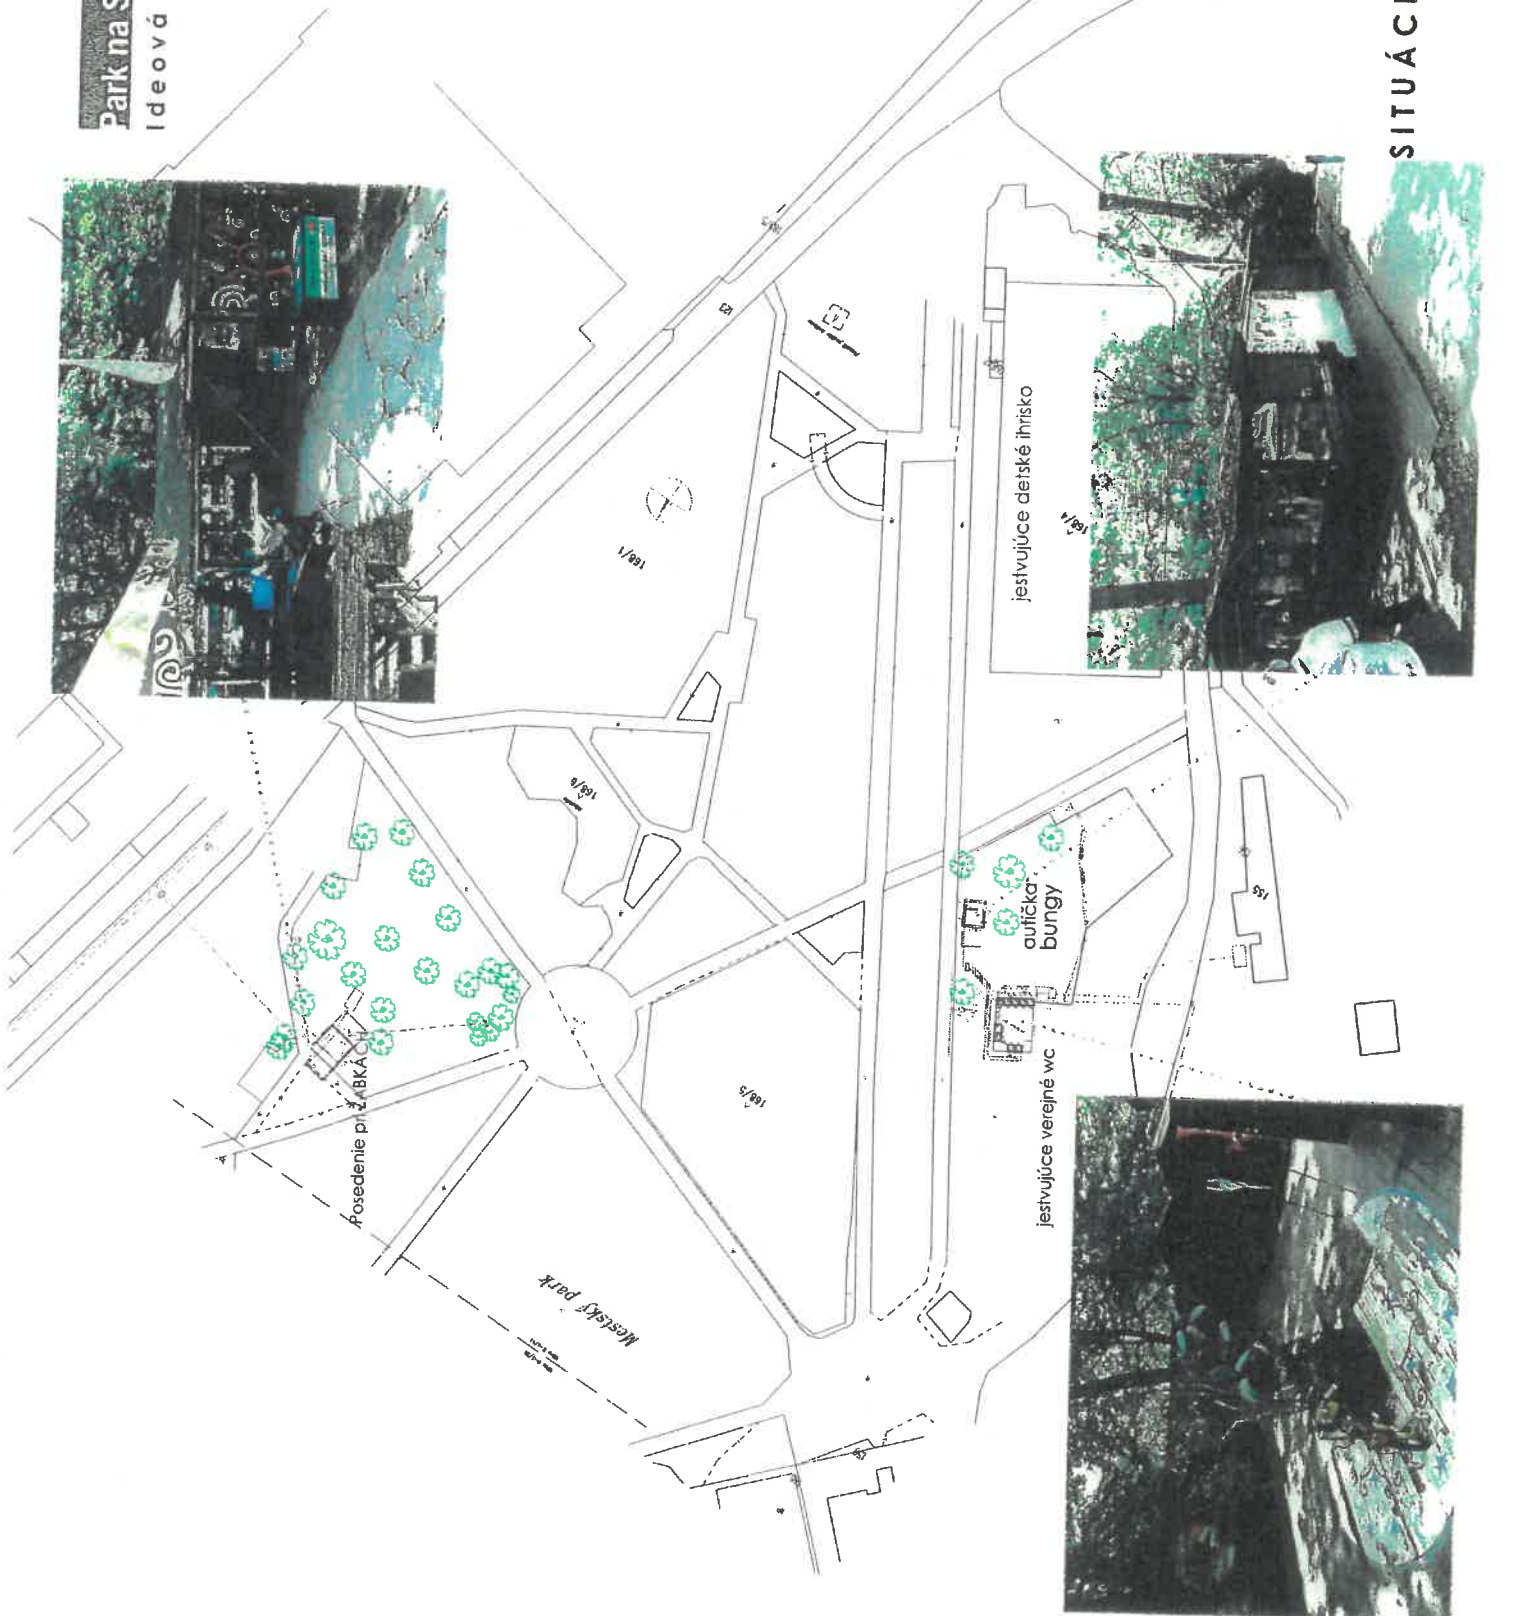 Park na S
Ideová
SITUÁCI
123
168/1
jestvujúce detské ihrisko
168/4
168/6
autíčka
bungy
155
Posedenie pri ŽABKÁCH
168/5
jestvujúce verejné wc
Mestský park